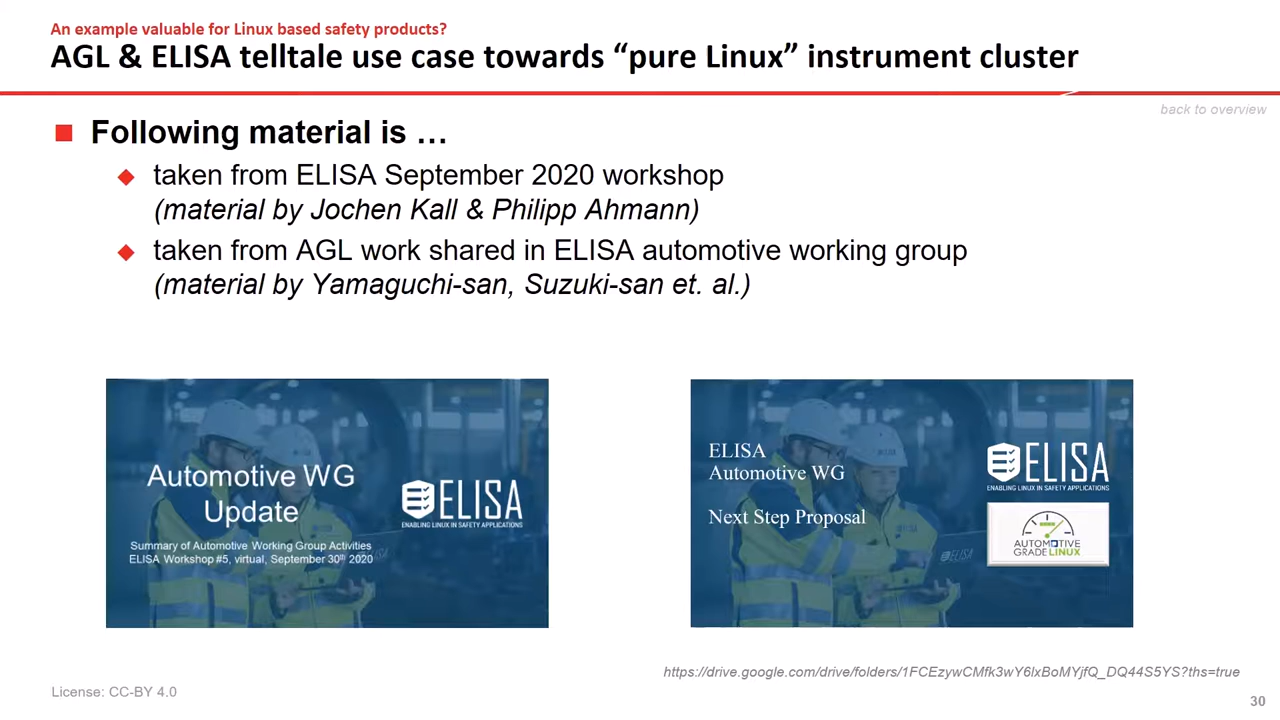 An example valuable for Linux based safety products?
AGL & ELISA telltale use case towards “pure Linux” instrument cluster
back to overview
Following material is …
taken from ELISA September 2020 workshop
(material by Jochen Kall & Philipp Ahmann)
taken from AGL work shared in ELISA automotive working group
(material by Yamaguchi-san, Suzuki-san et. al.)
Automotive WG
Update
Summary of Automotive Working Group Activities
ELISA Workshop #5, virtual, September 30th 2020
ELISA
ENABLING LINUX IN SAFETY APPLICATIONS
ELISA
Automotive WG
Next Step Proposal
ELISA
ENABLING LINUX IN SAFETY APPLICATIONS
AUTOMOTIVE
GRADE LINUX
ELISA
https://drive.google.com/drive/folders/1FCEzywCMfk3wY6lxBoMYjfQ_DQ44S5YS?ths=true
License: CC-BY 4.0
30